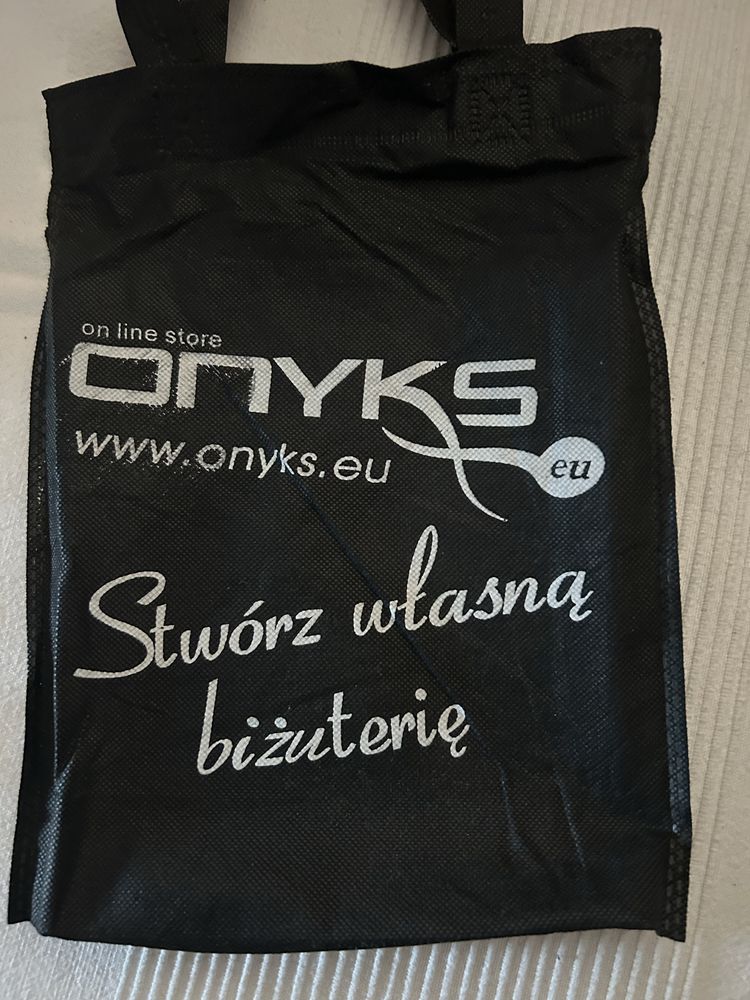 on line store
onyks
www.onyks.eu
eu
Stwórz własną
biżuterię